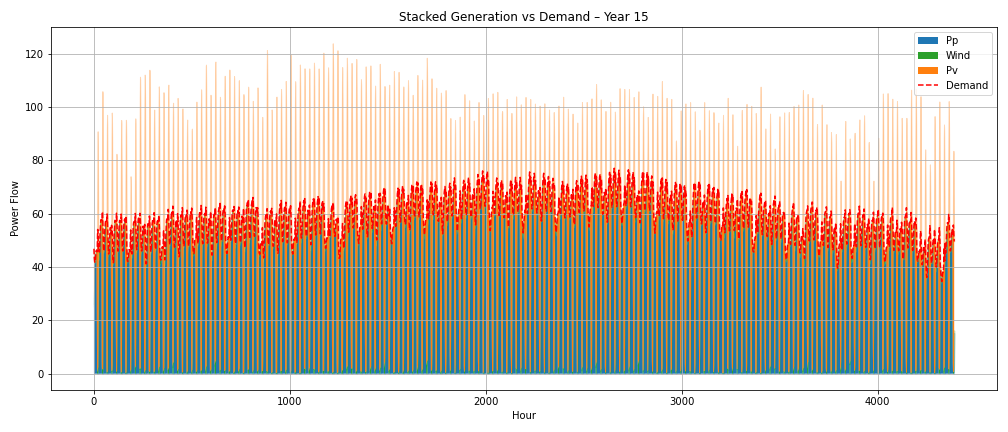 Stacked Generation vs Demand – Year 15
Pp
Wind
Pv
Demand
120
100
80
60
40
20
0
Power Flow
0 1000 2000 3000 4000
Hour